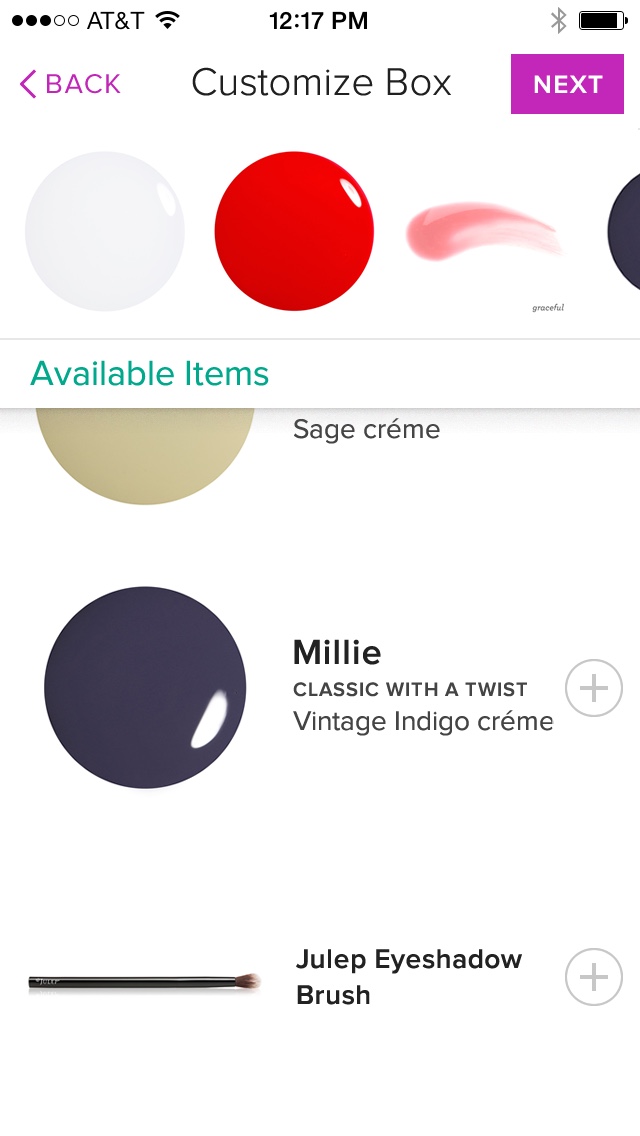 AT&T 12:17 PM
BACK Customize Box NEXT
graceful
Available Items
Sage créme
Millie
CLASSIC WITH A TWIST
Vintage Indigo créme
Julep Eyeshadow
Brush
JULEP